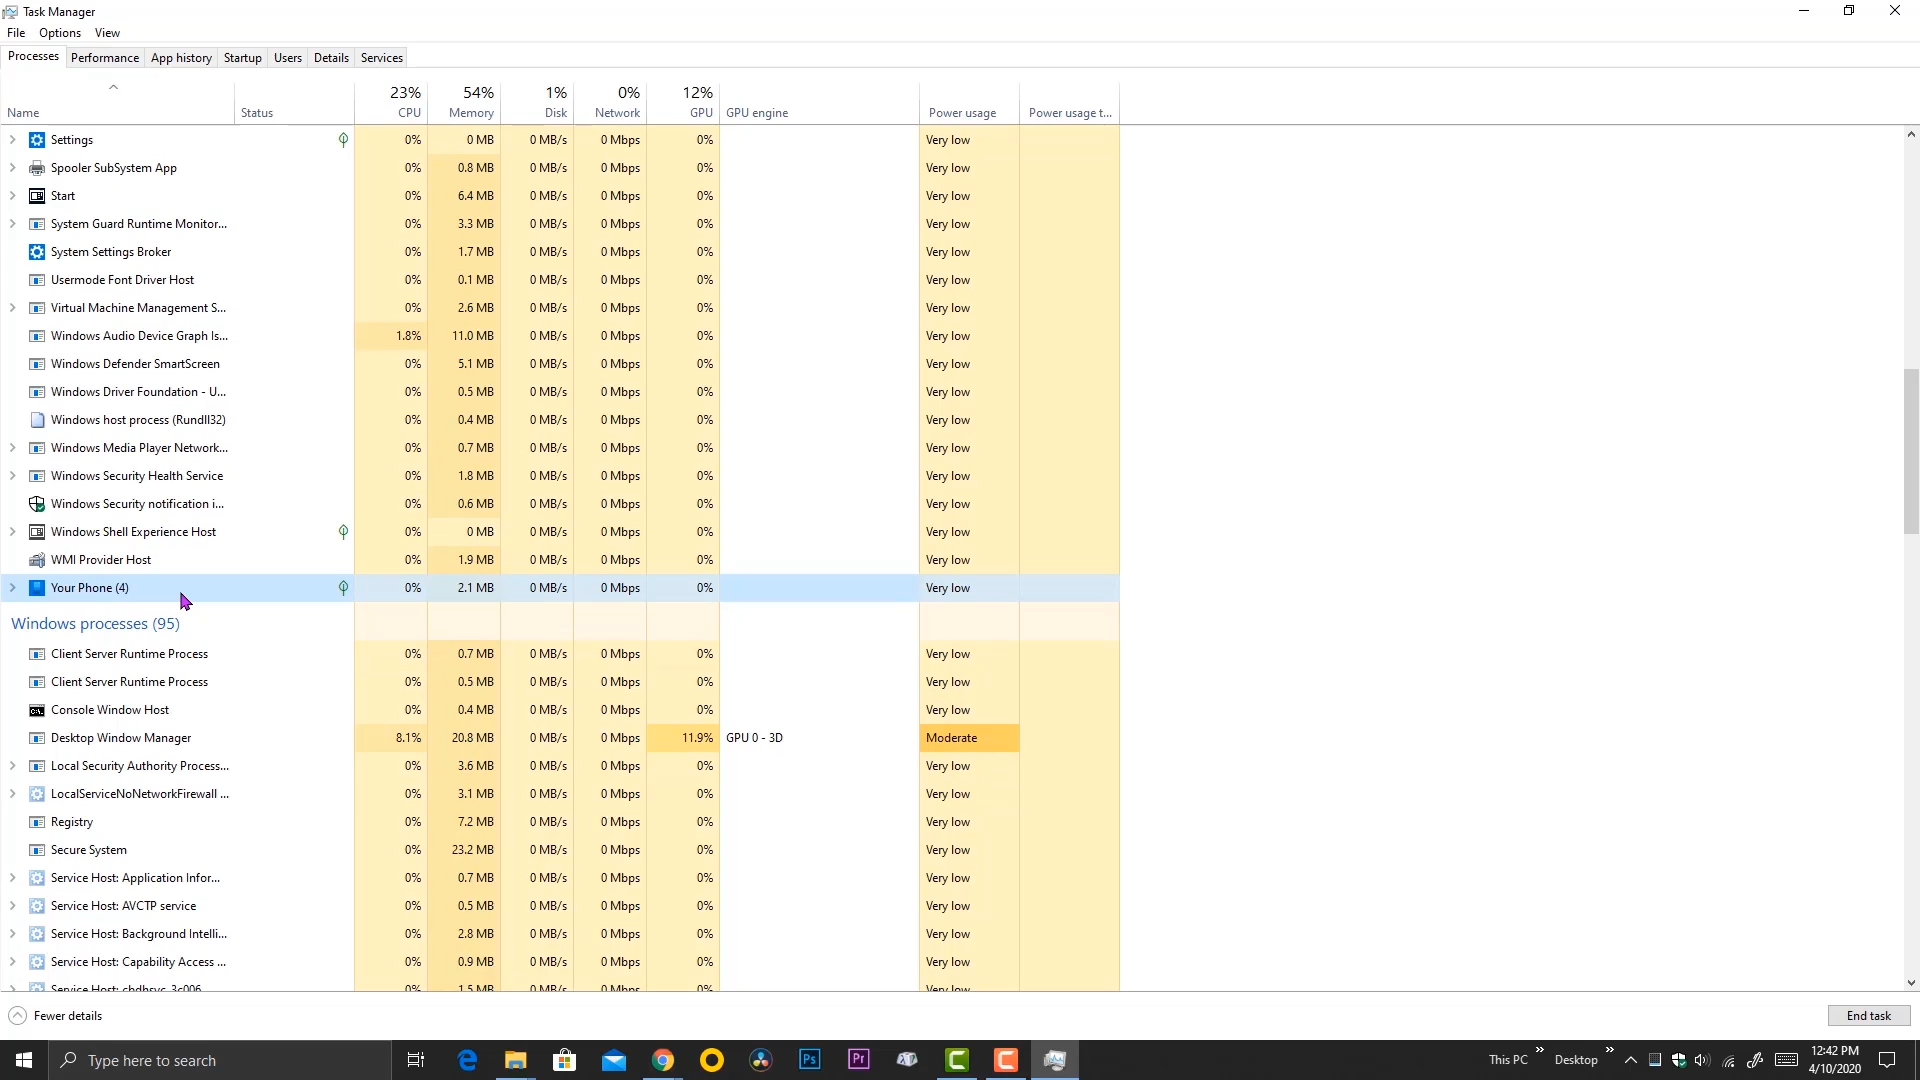 Task Manager
File Options View
Processes Performance App history Startup Users Details Services
23% 54% 1% 0% 12%
Name Status CPU Memory Disk Network GPU GPU engine Power usage Power usage t...
Settings 0% 0 MB 0 MB/s 0 Mbps 0% Very low
Spooler SubSystem App 0% 0.8 MB 0 MB/s 0 Mbps 0% Very low
Start 0% 6.4 MB 0 MB/s 0 Mbps 0% Very low
System Guard Runtime Monitor... 0% 3.3 MB 0 MB/s 0 Mbps 0% Very low
System Settings Broker 0% 1.7 MB 0 MB/s 0 Mbps 0% Very low
Usermode Font Driver Host 0% 0.1 MB 0 MB/s 0 Mbps 0% Very low
Virtual Machine Management S... 0% 2.6 MB 0 MB/s 0 Mbps 0% Very low
Windows Audio Device Graph Is... 1.8% 11.0 MB 0 MB/s 0 Mbps 0% Very low
Windows Defender SmartScreen 0% 5.1 MB 0 MB/s 0 Mbps 0% Very low
Windows Driver Foundation - U... 0% 0.5 MB 0 MB/s 0 Mbps 0% Very low
Windows host process (Rundll32) 0% 0.4 MB 0 MB/s 0 Mbps 0% Very low
Windows Media Player Network... 0% 0.7 MB 0 MB/s 0 Mbps 0% Very low
Windows Security Health Service 0% 1.8 MB 0 MB/s 0 Mbps 0% Very low
Windows Security notification i... 0% 0.6 MB 0 MB/s 0 Mbps 0% Very low
Windows Shell Experience Host 0% 0 MB 0 MB/s 0 Mbps 0% Very low
WMI Provider Host 0% 1.9 MB 0 MB/s 0 Mbps 0% Very low
Your Phone (4) 0% 2.1 MB 0 MB/s 0 Mbps 0% Very low
Windows processes (95)
Client Server Runtime Process 0% 0.7 MB 0 MB/s 0 Mbps 0% Very low
Client Server Runtime Process 0% 0.5 MB 0 MB/s 0 Mbps 0% Very low
Console Window Host 0% 0.4 MB 0 MB/s 0 Mbps 0% Very low
Desktop Window Manager 8.1% 20.8 MB 0 MB/s 0 Mbps 11.9% GPU 0 - 3D Moderate
Local Security Authority Process... 0% 3.6 MB 0 MB/s 0 Mbps 0% Very low
LocalServiceNoNetworkFirewall ... 0% 3.1 MB 0 MB/s 0 Mbps 0% Very low
Registry 0% 7.2 MB 0 MB/s 0 Mbps 0% Very low
Secure System 0% 23.2 MB 0 MB/s 0 Mbps 0% Very low
Service Host: Application Infor... 0% 0.7 MB 0 MB/s 0 Mbps 0% Very low
Service Host: AVCTP service 0% 0.5 MB 0 MB/s 0 Mbps 0% Very low
Service Host: Background Intelli... 0% 2.8 MB 0 MB/s 0 Mbps 0% Very low
Service Host: Capability Access ... 0% 0.9 MB 0 MB/s 0 Mbps 0% Very low
Service Host: cbdhsvc_3c006 0% 1.5 MB 0 MB/s 0 Mbps 0% Very low
Fewer details End task
Type here to search Ps Pr This PC Desktop 12:42 PM
4/10/2020